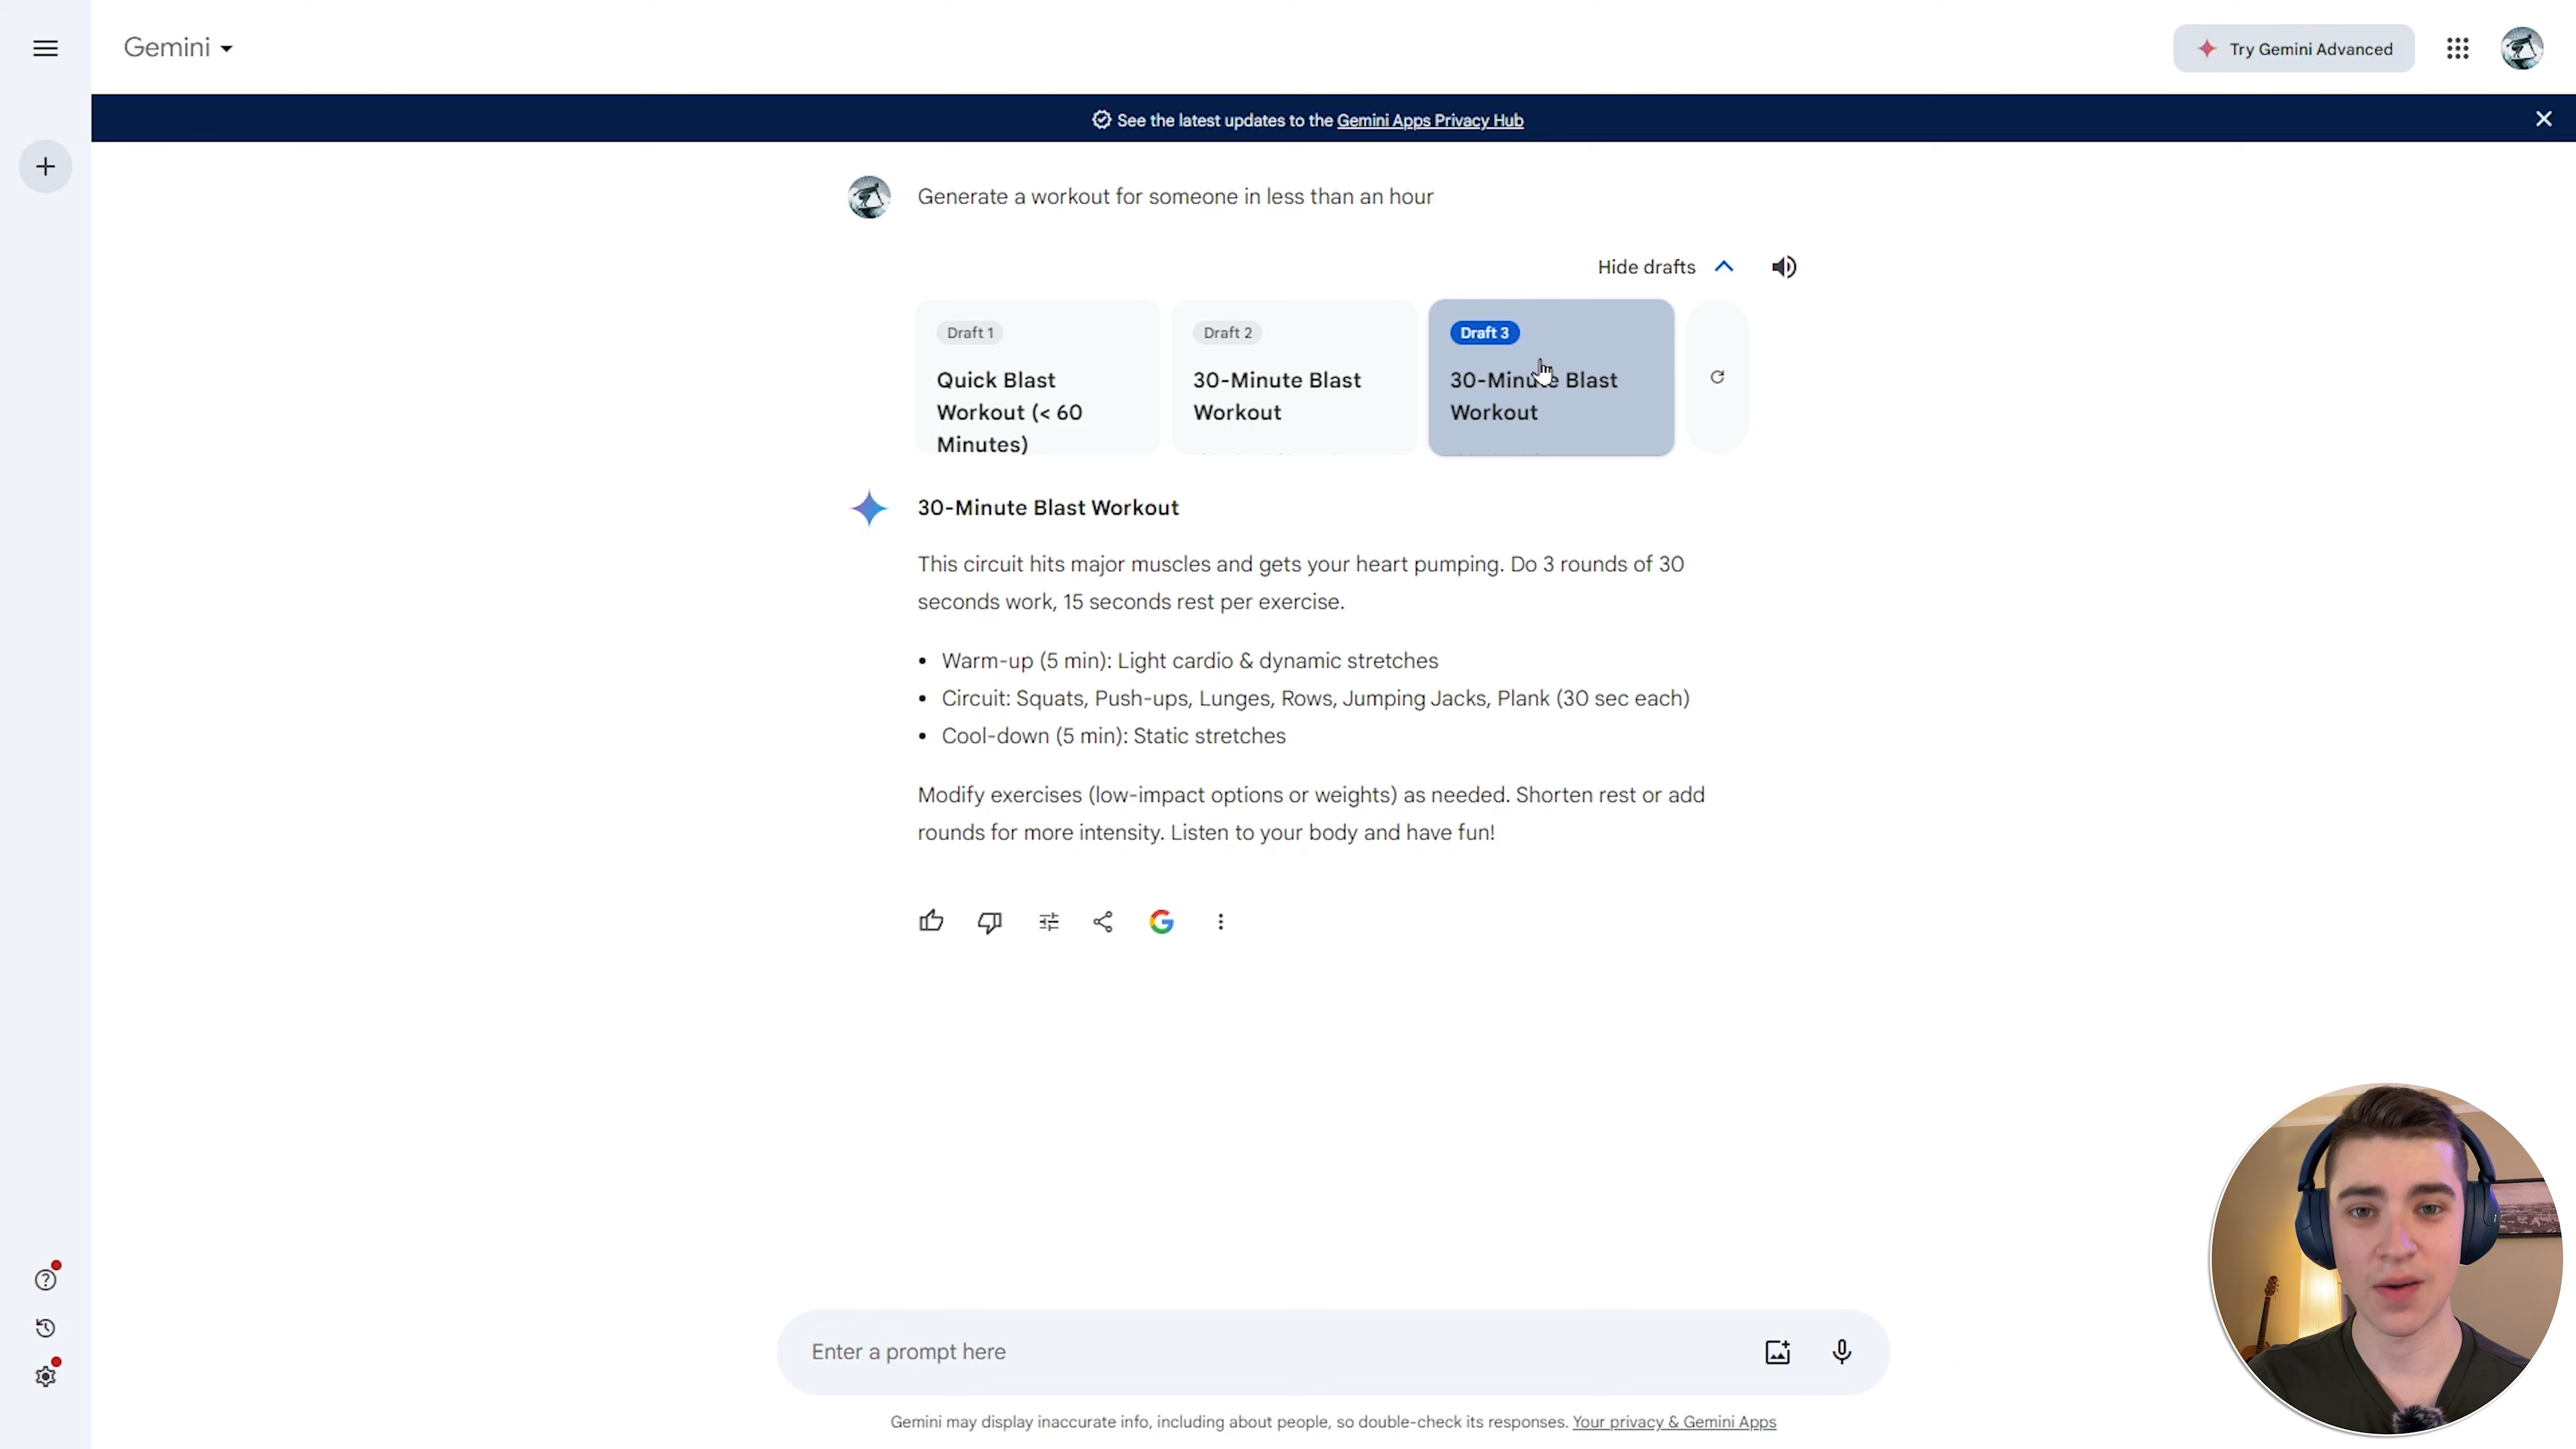 Gemini
Try Gemini Advanced
See the latest updates to the Gemini Apps Privacy Hub
Generate a workout for someone in less than an hour
Hide drafts
Draft 1
Quick Blast
Workout (< 60
Minutes)
Draft 2
30-Minute Blast
Workout
Draft 3
30-Minute Blast
Workout
30-Minute Blast Workout
This circuit hits major muscles and gets your heart pumping. Do 3 rounds of 30
seconds work, 15 seconds rest per exercise.
• Warm-up (5 min): Light cardio & dynamic stretches
• Circuit: Squats, Push-ups, Lunges, Rows, Jumping Jacks, Plank (30 sec each)
• Cool-down (5 min): Static stretches
Modify exercises (low-impact options or weights) as needed. Shorten rest or add
rounds for more intensity. Listen to your body and have fun!
Enter a prompt here
Gemini may display inaccurate info, including about people, so double-check its responses. Your privacy & Gemini Apps